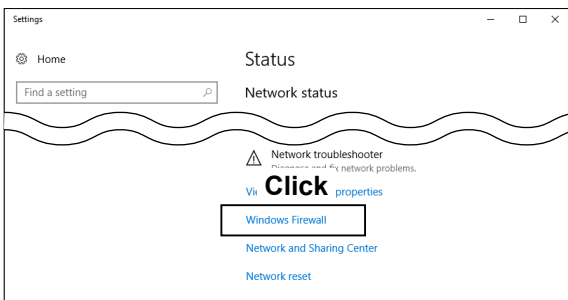 Settings
Home
Status
Find a setting
Network status
Network troubleshooter
Diagnose and fix network problems.
Click
properties
Windows Firewall
Network and Sharing Center
Network reset